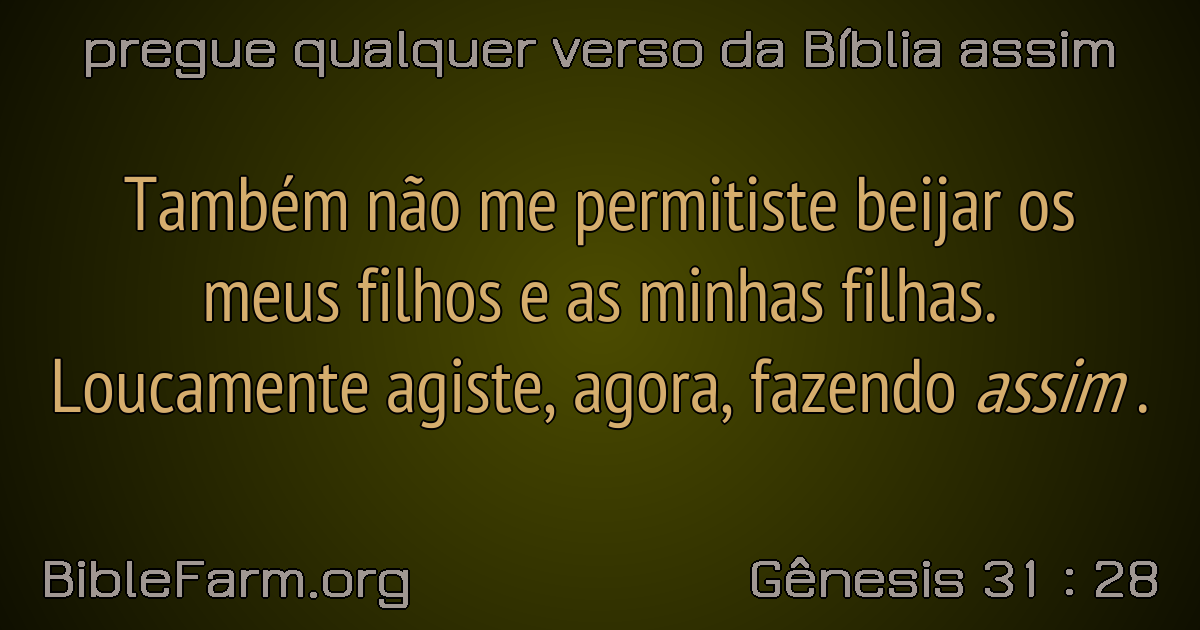 pregue qualquer verso da Bíblia assim
Também não me permitiste beijar os
meus filhos e as minhas filhas.
Loucamente agiste, agora, fazendo assim .
BibleFarm.org
Gênesis 31 : 28